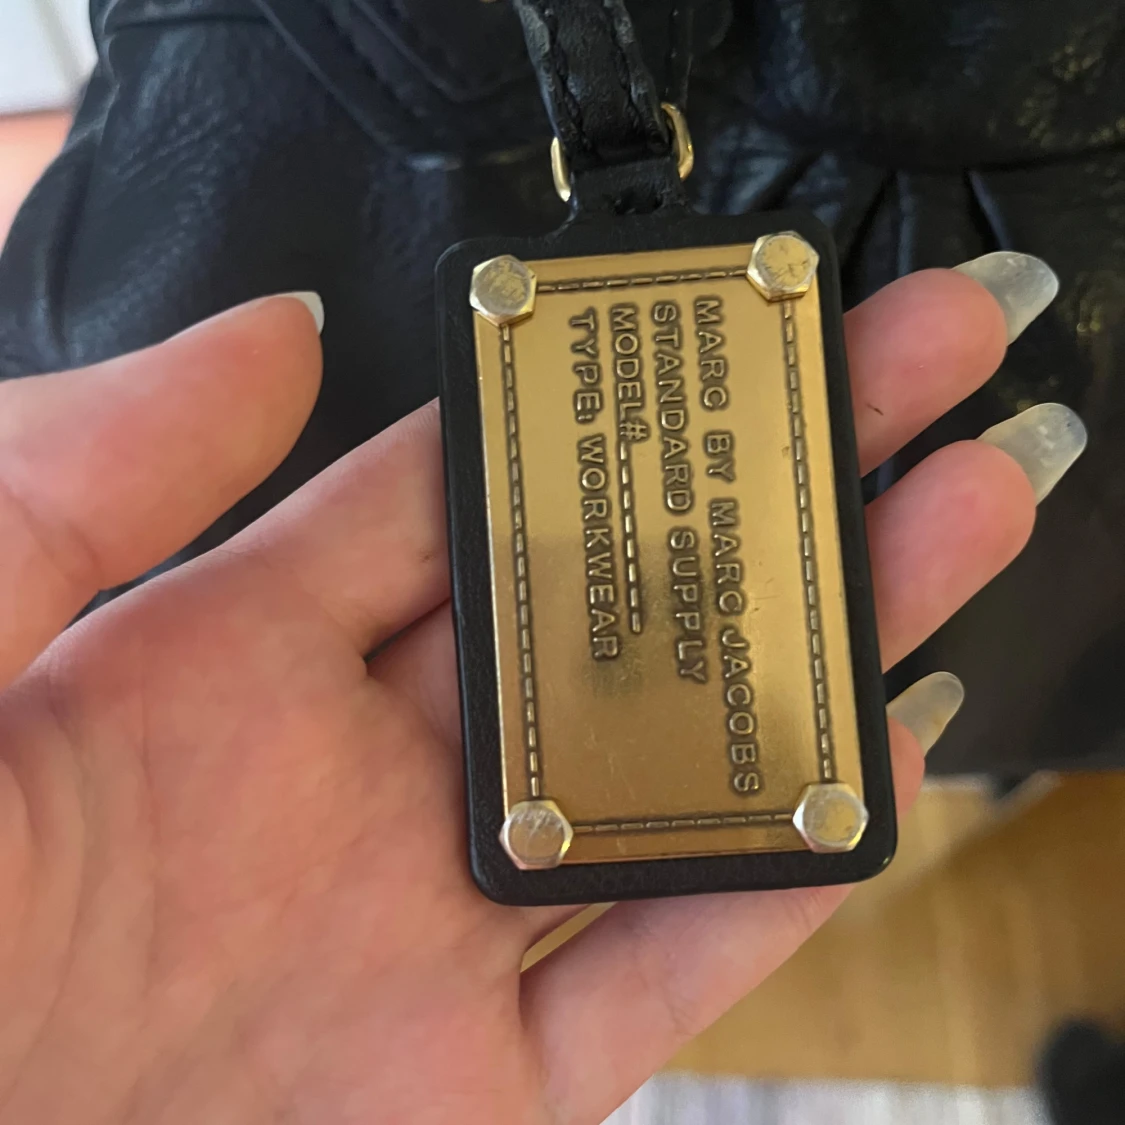 MARC BY MARC JACOBS
STANDARD SUPPLY
MODEL#_ _ _ _ _ _ _ _ _
TYPE: WORKWEAR